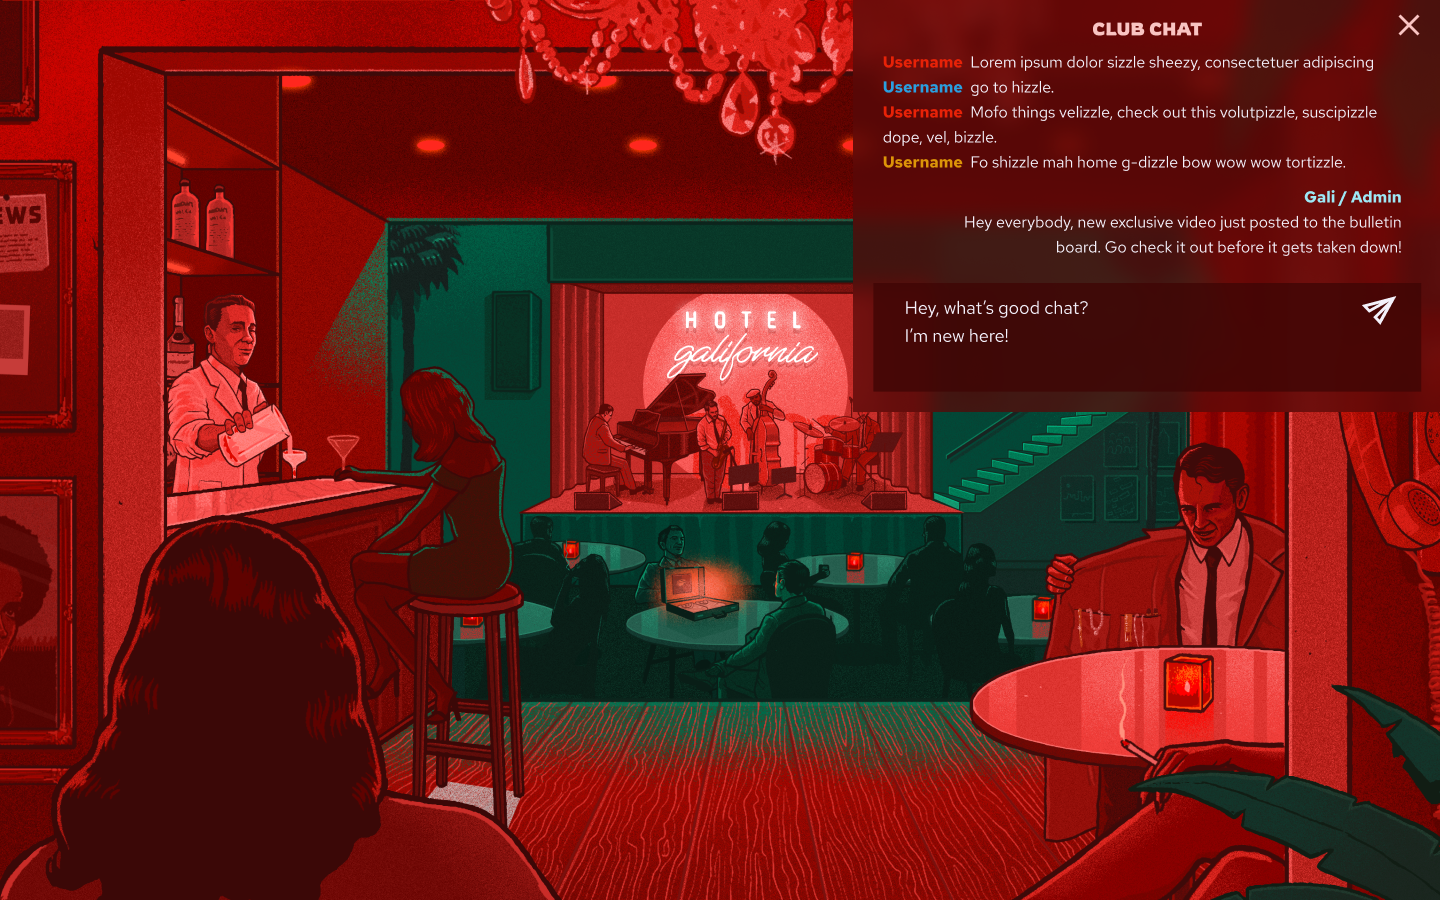 CLUB CHAT
Username Lorem ipsum dolor sizzle sheezy, consectetuer adipiscing
Username go to hizzle.
Username Mofo things velizzle, check out this volutpizzle, suscipizzle
dope, vel, bizzle.
Username Fo shizzle mah home g-dizzle bow wow wow tortizzle.
Gali / Admin
Hey everybody, new exclusive video just posted to the bulletin
board. Go check it out before it gets taken down!
Hey, what's good chat?
I'm new here!
EWS
HOTEL
galifornia